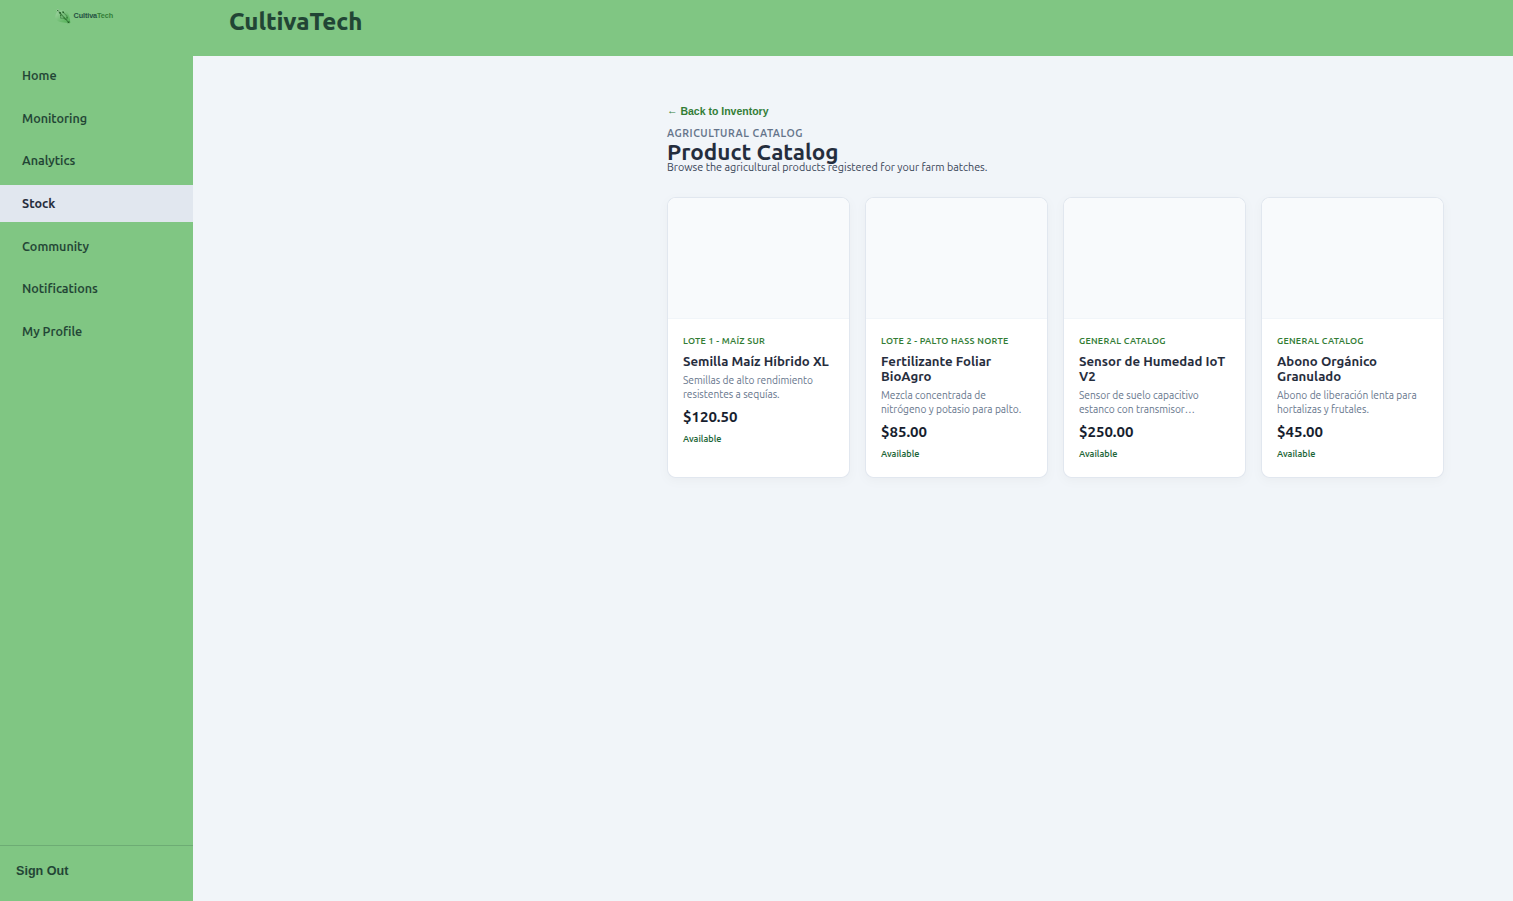 CultivaTech
CultivaTech
Home
Monitoring
Analytics
Stock
Community
Notifications
My Profile
Sign Out
← Back to Inventory
AGRICULTURAL CATALOG
Product Catalog
Browse the agricultural products registered for your farm batches.
LOTE 1 - MAÍZ SUR
Semilla Maíz Híbrido XL
Semillas de alto rendimiento
resistentes a sequías.
$120.50
Available
LOTE 2 - PALTO HASS NORTE
Fertilizante Foliar
BioAgro
Mezcla concentrada de
nitrógeno y potasio para palto.
$85.00
Available
GENERAL CATALOG
Sensor de Humedad IoT
V2
Sensor de suelo capacitivo
estanco con transmisor...
$250.00
Available
GENERAL CATALOG
Abono Orgánico
Granulado
Abono de liberación lenta para
hortalizas y frutales.
$45.00
Available